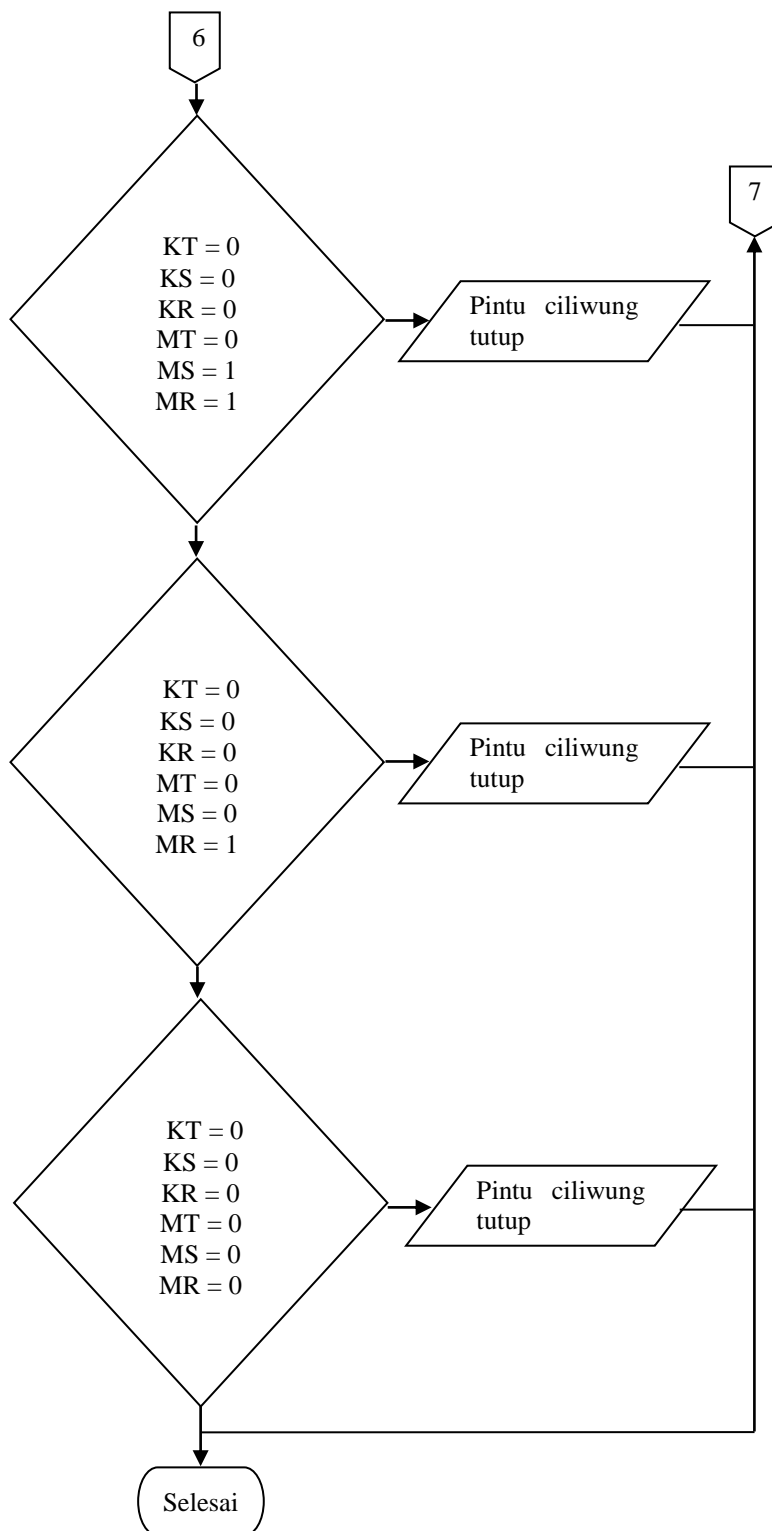 6
7
KT = 0
KS = 0
KR = 0
MT = 0
MS = 1
MR = 1
Pintu ciliwung
tutup
KT = 0
KS = 0
KR = 0
MT = 0
MS = 0
MR = 1
Pintu ciliwung
tutup
KT = 0
KS = 0
KR = 0
MT = 0
MS = 0
MR = 0
Pintu ciliwung
tutup
Selesai